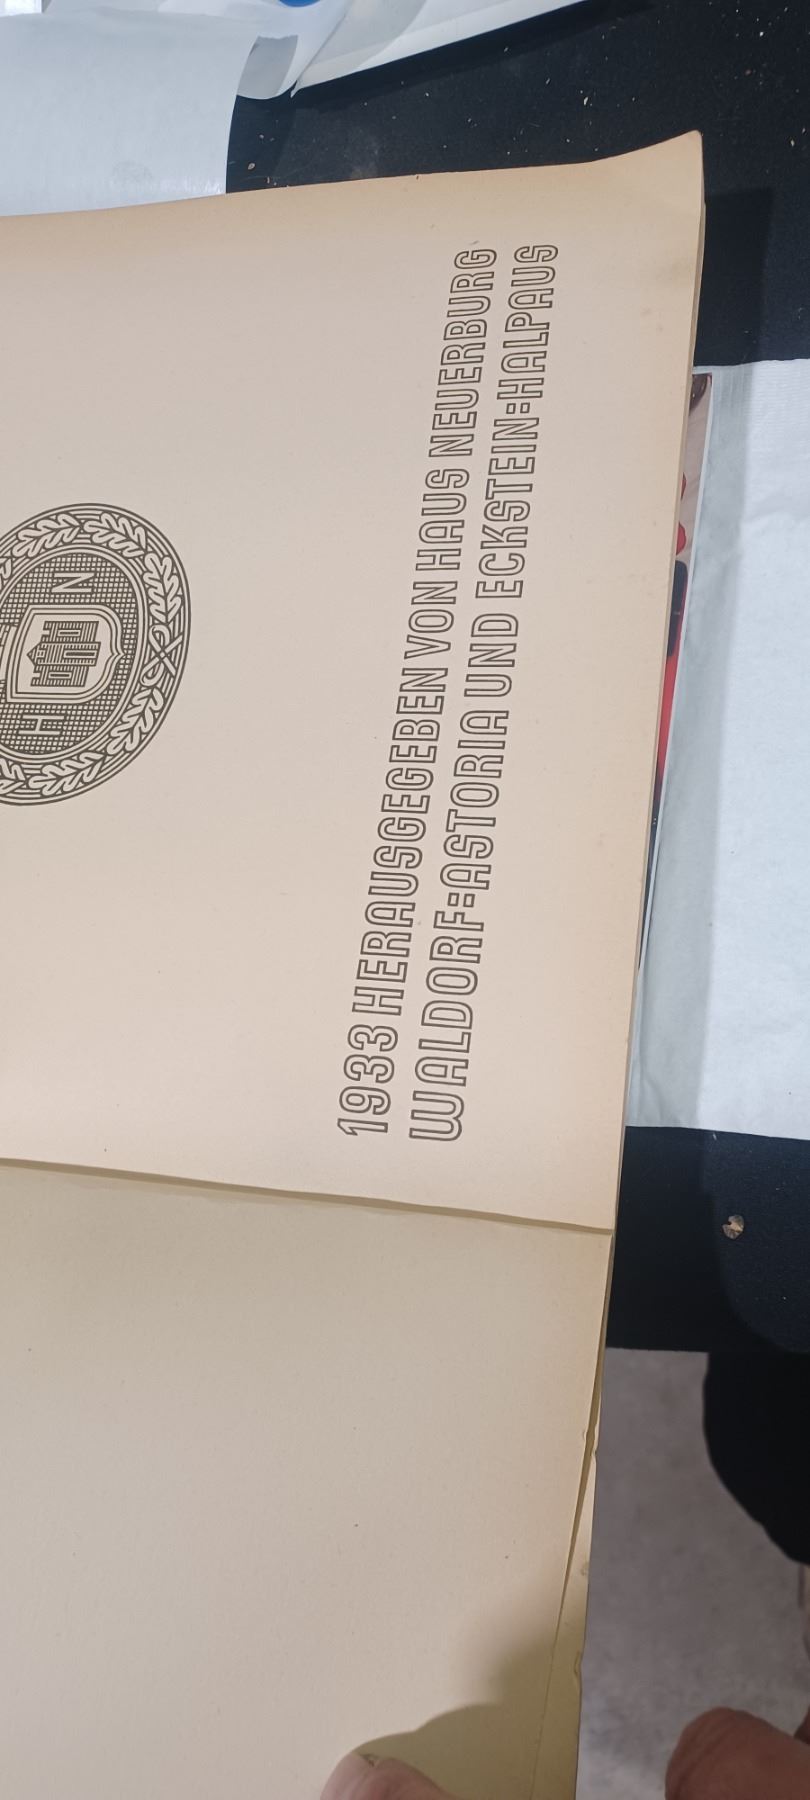 H N
1933 HERAUSGEGEBEN VON HAUS NEUERBURG
WALDORF=ASTORIA UND ECKSTEIN=HALPAUS